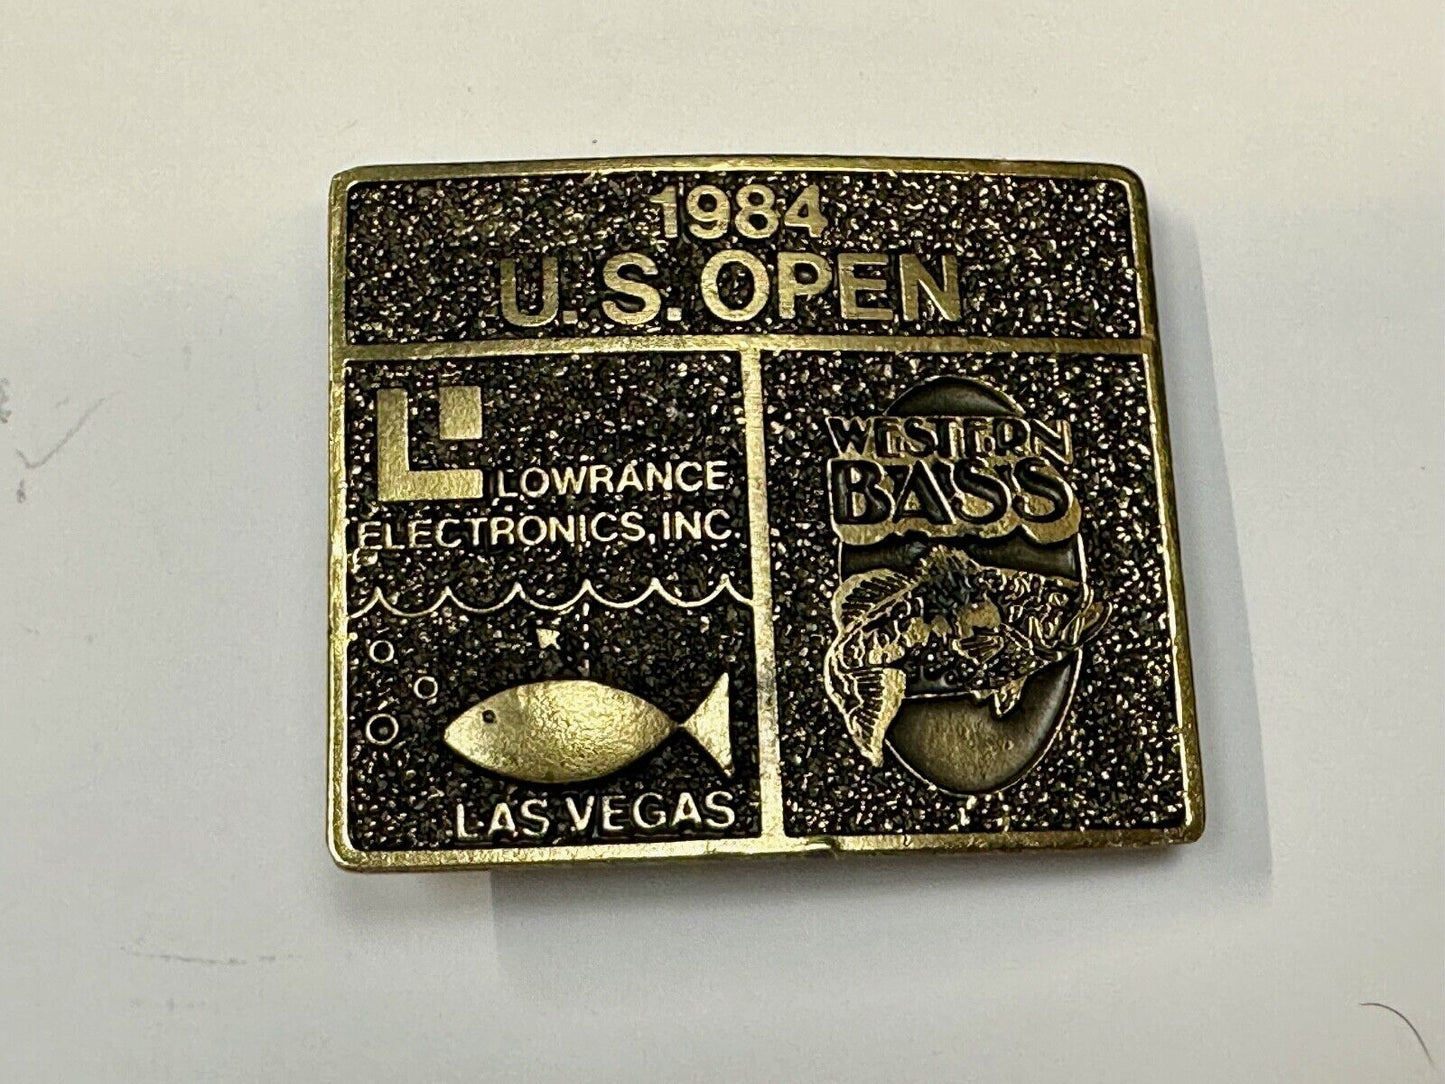 1984
U.S. OPEN
LOWRANCE
ELECTRONICS, INC.
LAS VEGAS
WESTERN
BASS